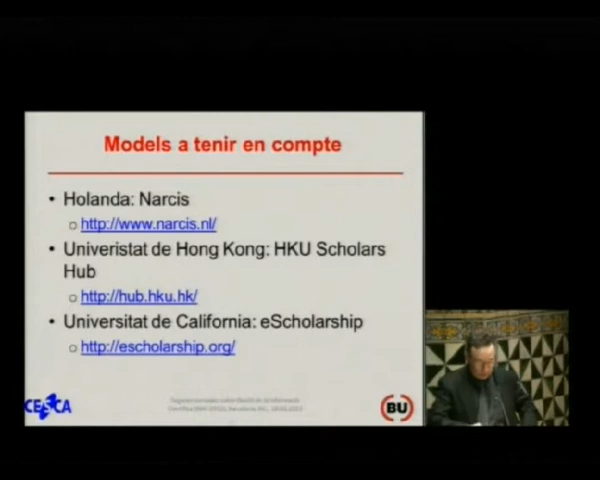 Models a tenir en compte
• Holanda: Narcis
o http://www.narcis.nl/
• Univeristat de Hong Kong: HKU Scholars
Hub
o http://hub.hku.hk/
• Universitat de California: eScholarship
o http://escholarship.org/
CESCA
BU